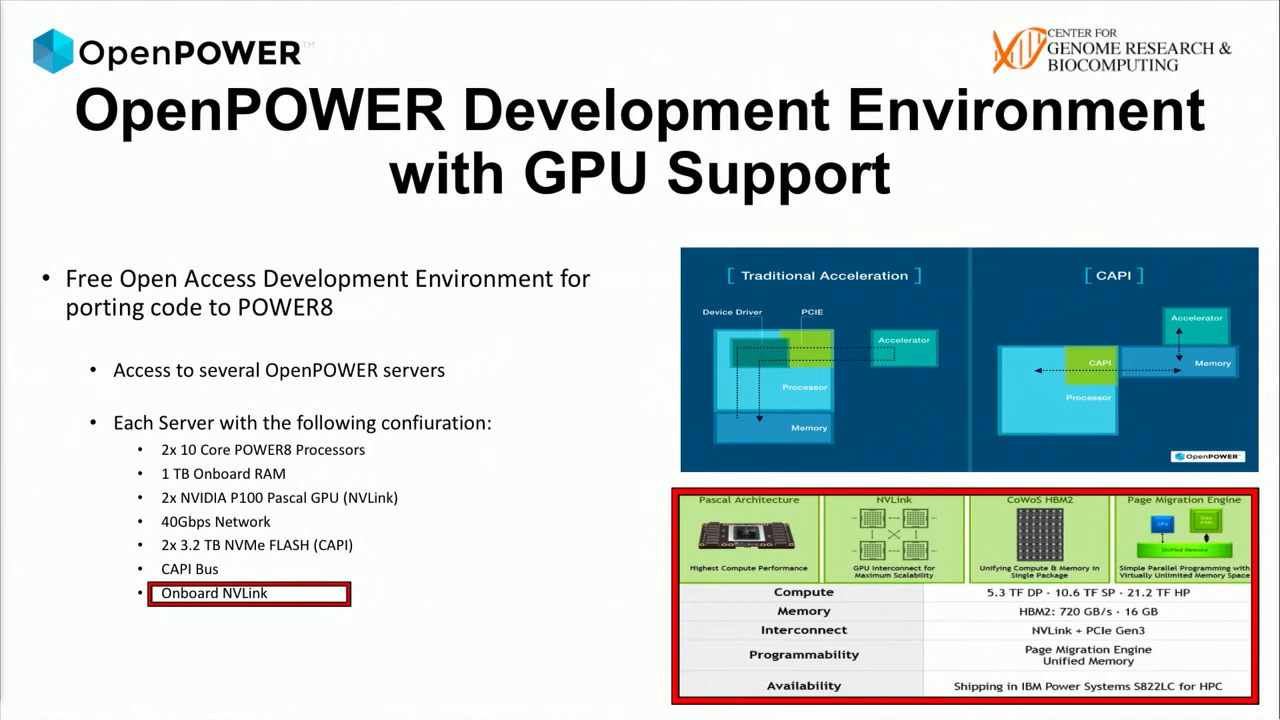 OpenPOWER™
CENTER FOR
GENOME RESEARCH &
BIOCOMPUTING
OpenPOWER Development Environment
with GPU Support
• Free Open Access Development Environment for
porting code to POWER8
• Access to several OpenPOWER servers
• Each Server with the following confiuration:
• 2x 10 Core POWER8 Processors
• 1 TB Onboard RAM
• 2x NVIDIA P100 Pascal GPU (NVLink)
• 40Gbps Network
• 2x 3.2 TB NVMe FLASH (CAPI)
• CAPI Bus
• Onboard NVLink
[ Traditional Acceleration ]
Device Driver
PCIE
Accelerator
Processor
Memory
[ CAPI ]
Accelerator
CAPI
Memory
Processor
OpenPOWER
Pascal Architecture
Highest Compute Performance
NVLink
GPU Interconnect for
Maximum Scalability
CoWoS HBM2
Unifying Compute & Memory in
Single Package
Page Migration Engine
CPU
Unified Memory
Simple Parallel Programming with
Virtually Unlimited Memory Space
Compute 5.3 TF DP · 10.6 TF SP · 21.2 TF HP
Memory HBM2: 720 GB/s · 16 GB
Interconnect NVLink + PCIe Gen3
Programmability Page Migration Engine
Unified Memory
Availability Shipping in IBM Power Systems S822LC for HPC